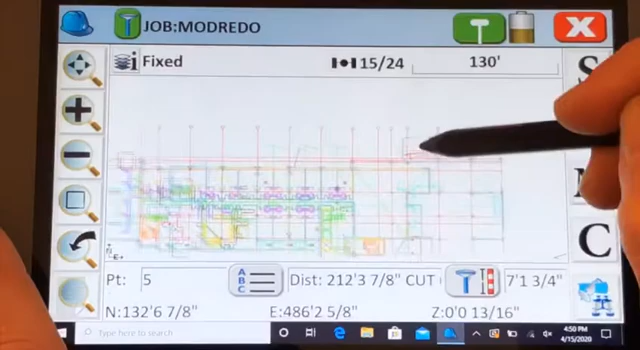 JOB:MODREDO
Fixed 15/24 130'
S
C
Pt: 5 A B C Dist: 212'3 7/8" CUT 7'1 3/4"
N:132'6 7/8" E:486'2 5/8" Z:0'0 13/16"
Type here to search 4:50 PM
4/15/2020